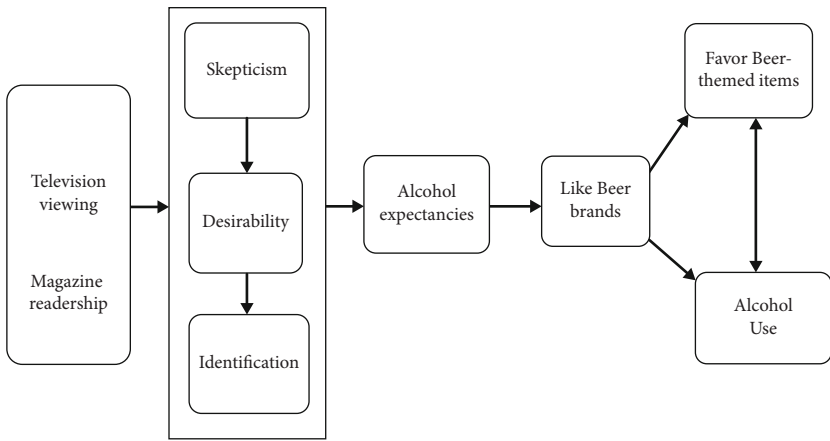 Television
viewing
Magazine
readership
Skepticism
Desirability
Identification
Alcohol
expectancies
Like Beer
brands
Favor Beer-
themed items
Alcohol
Use